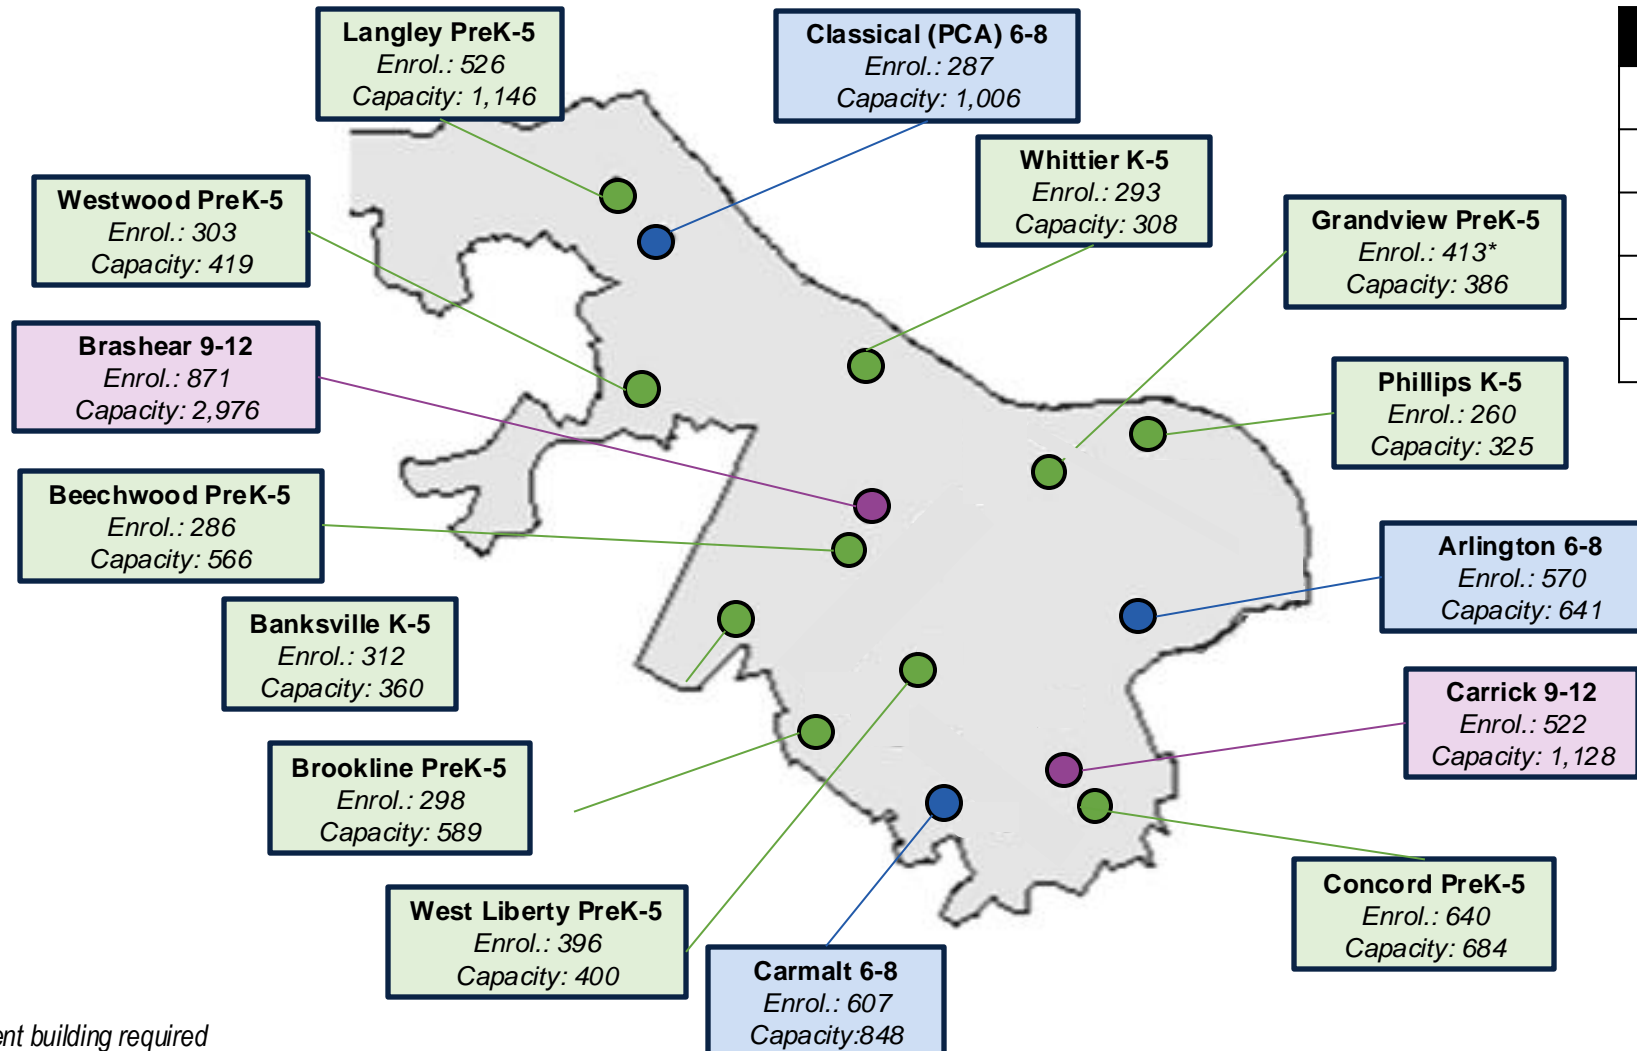 Langley PreK-5
Enrol.: 526
Capacity: 1,146
Classical (PCA) 6-8
Enrol.: 287
Capacity: 1,006
Whittier K-5
Enrol.: 293
Capacity: 308
Westwood PreK-5
Enrol.: 303
Capacity: 419
Grandview PreK-5
Enrol.: 413*
Capacity: 386
Brashear 9-12
Enrol.: 871
Capacity: 2,976
Phillips K-5
Enrol.: 260
Capacity: 325
Beechwood PreK-5
Enrol.: 286
Capacity: 566
Arlington 6-8
Enrol.: 570
Capacity: 641
Banksville K-5
Enrol.: 312
Capacity: 360
Carrick 9-12
Enrol.: 522
Capacity: 1,128
Brookline PreK-5
Enrol.: 298
Capacity: 589
West Liberty PreK-5
Enrol.: 396
Capacity: 400
Concord PreK-5
Enrol.: 640
Capacity: 684
Carmalt 6-8
Enrol.: 607
Capacity:848
ent building required